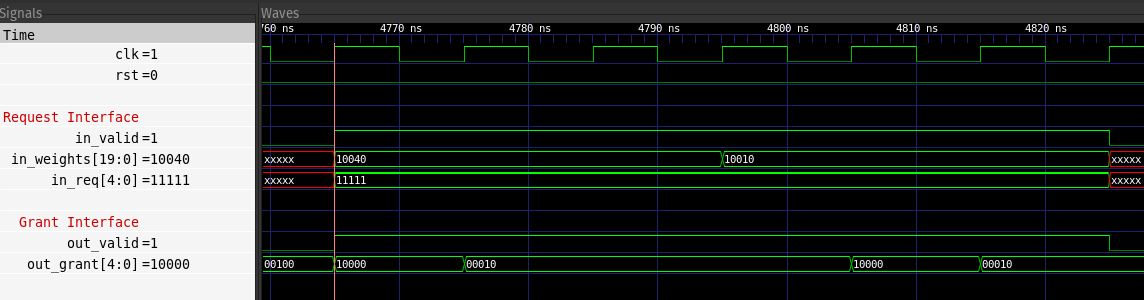 Signals Waves
Time
'60 ns 4770 ns 4780 ns 4790 ns 4800 ns 4810 ns 4820 ns
clk=1
rst=0
Request Interface
in_valid=1
in_weights[19:0]=10040 xxxxx 10040 10010 xxxxx
in_req[4:0]=11111 xxxxx 11111 xxxxx
Grant Interface
out_valid=1
out_grant[4:0]=10000 00100 10000 00010 10000 00010